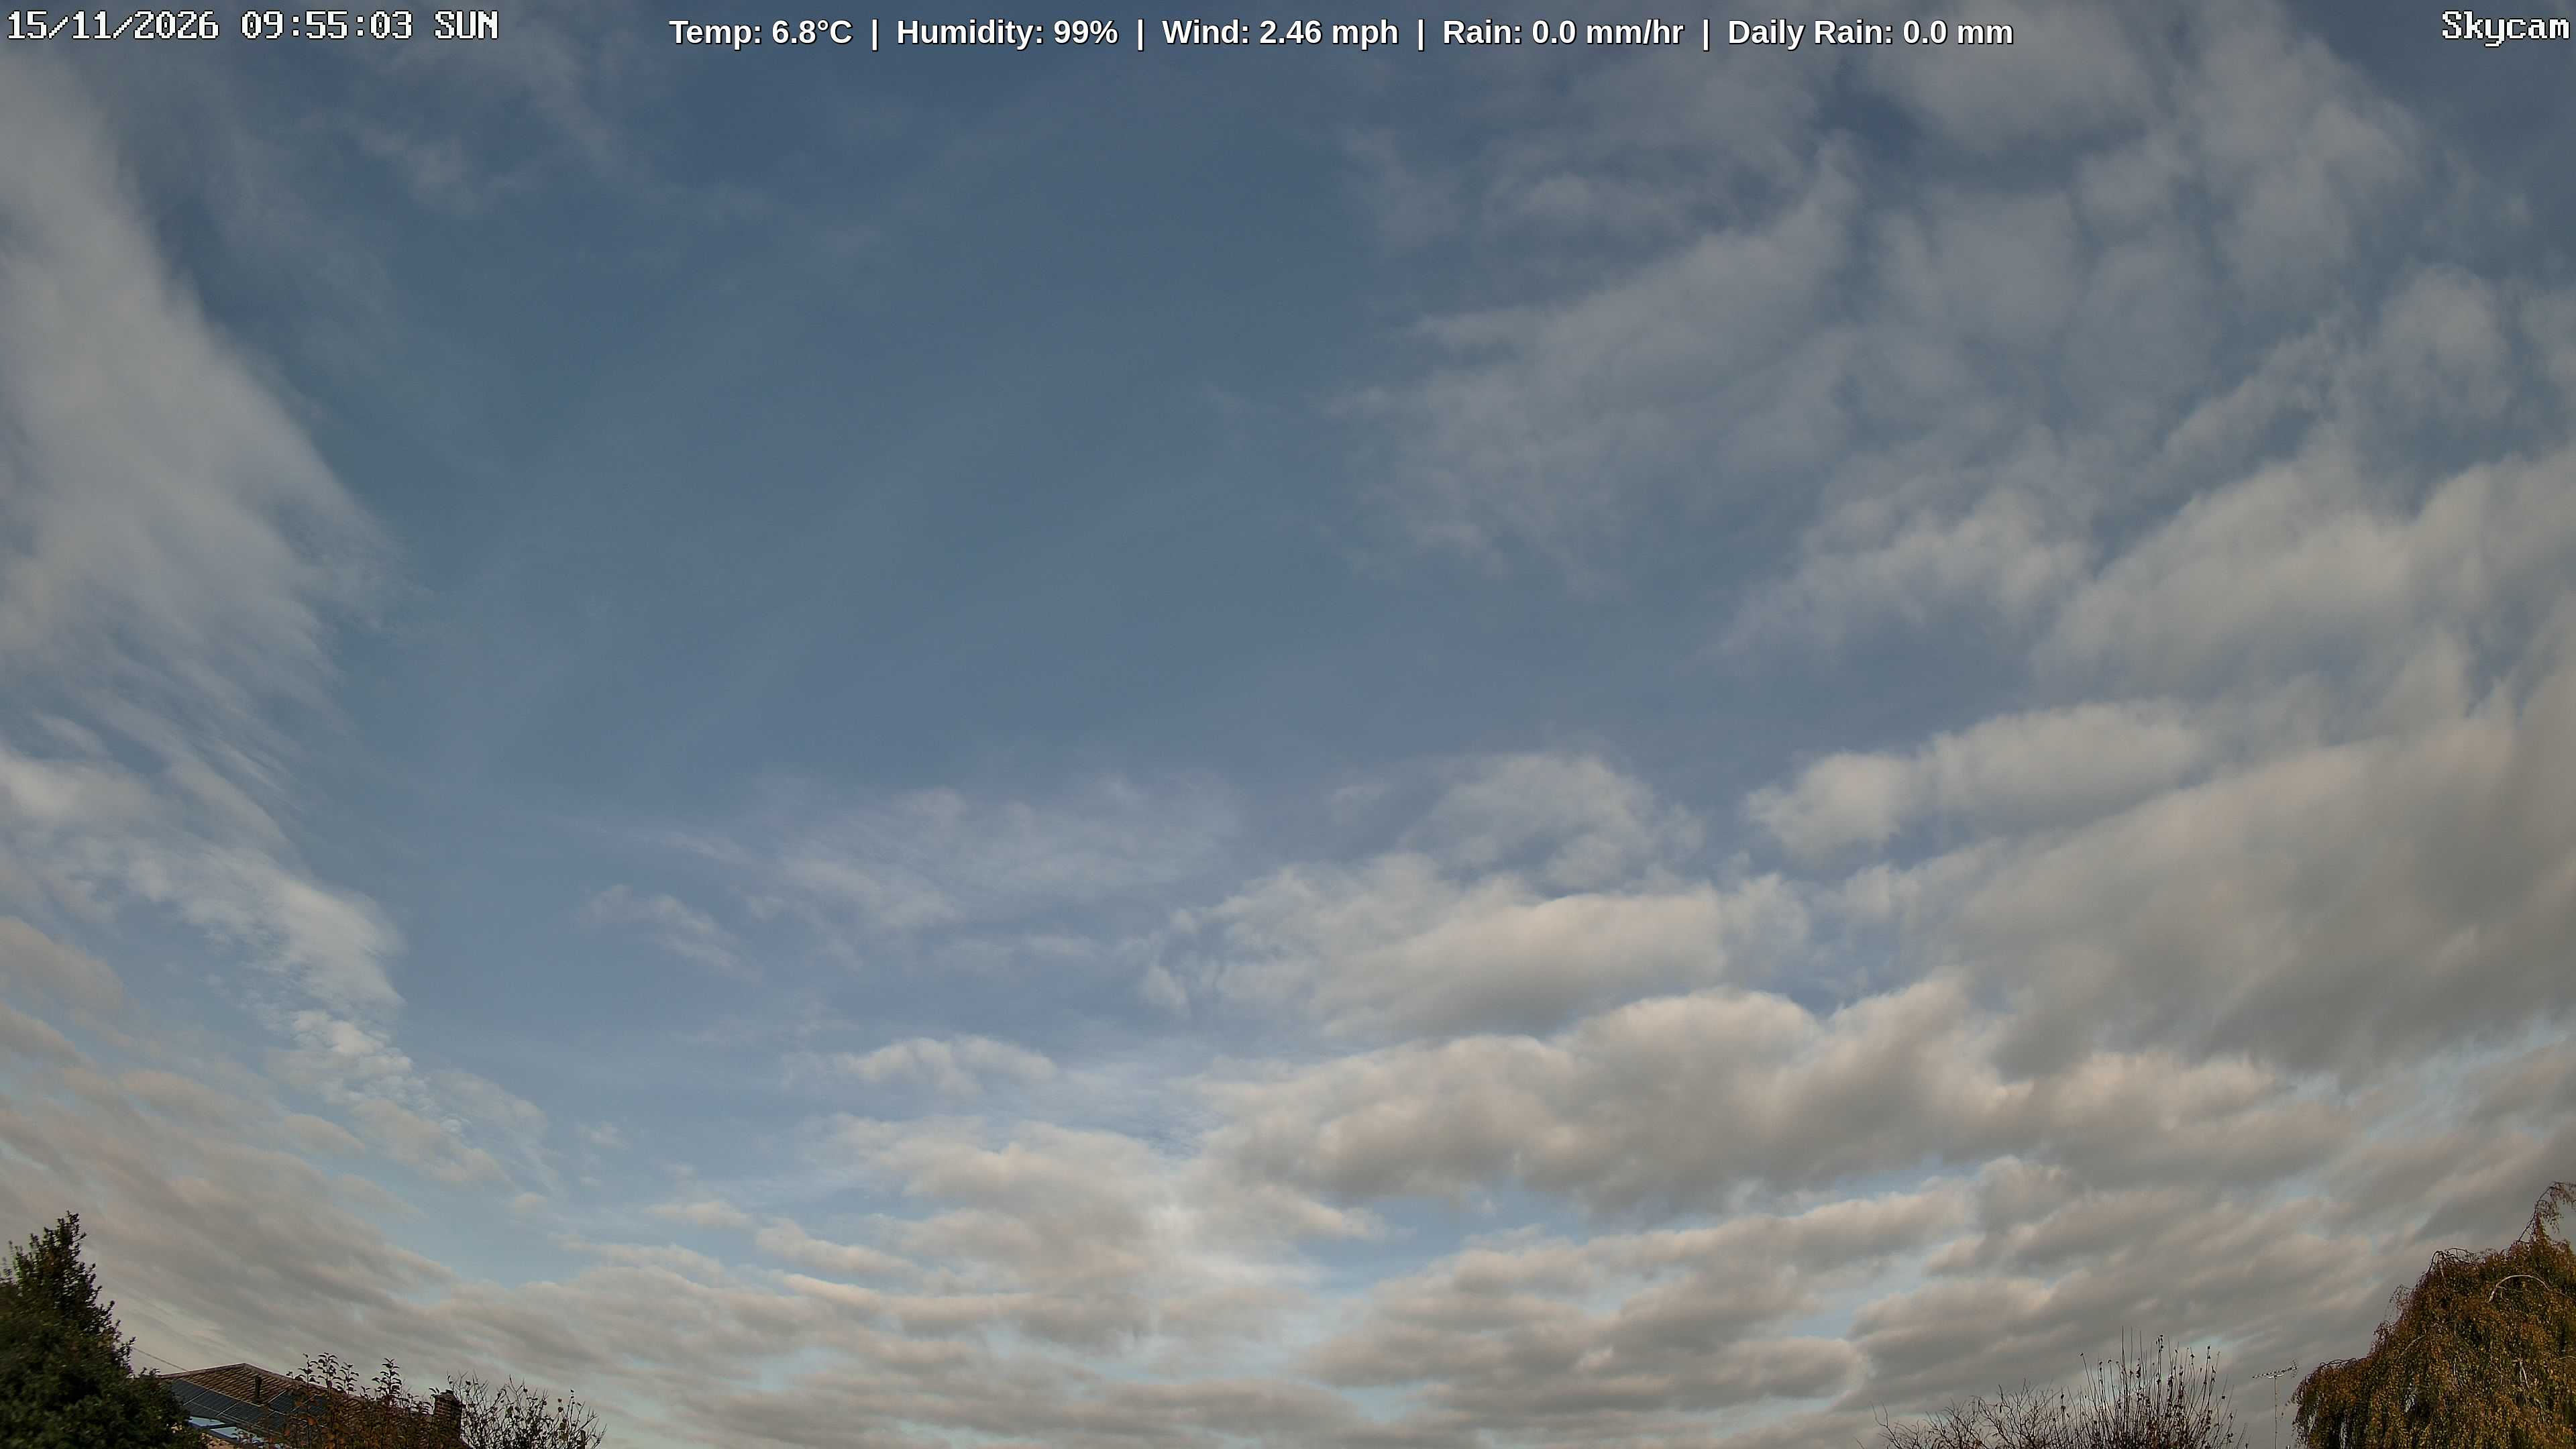 15/11/2026 09:55:03 SUN
Temp: 6.8°C | Humidity: 99% | Wind: 2.46 mph | Rain: 0.0 mm/hr | Daily Rain: 0.0 mm
Skycam